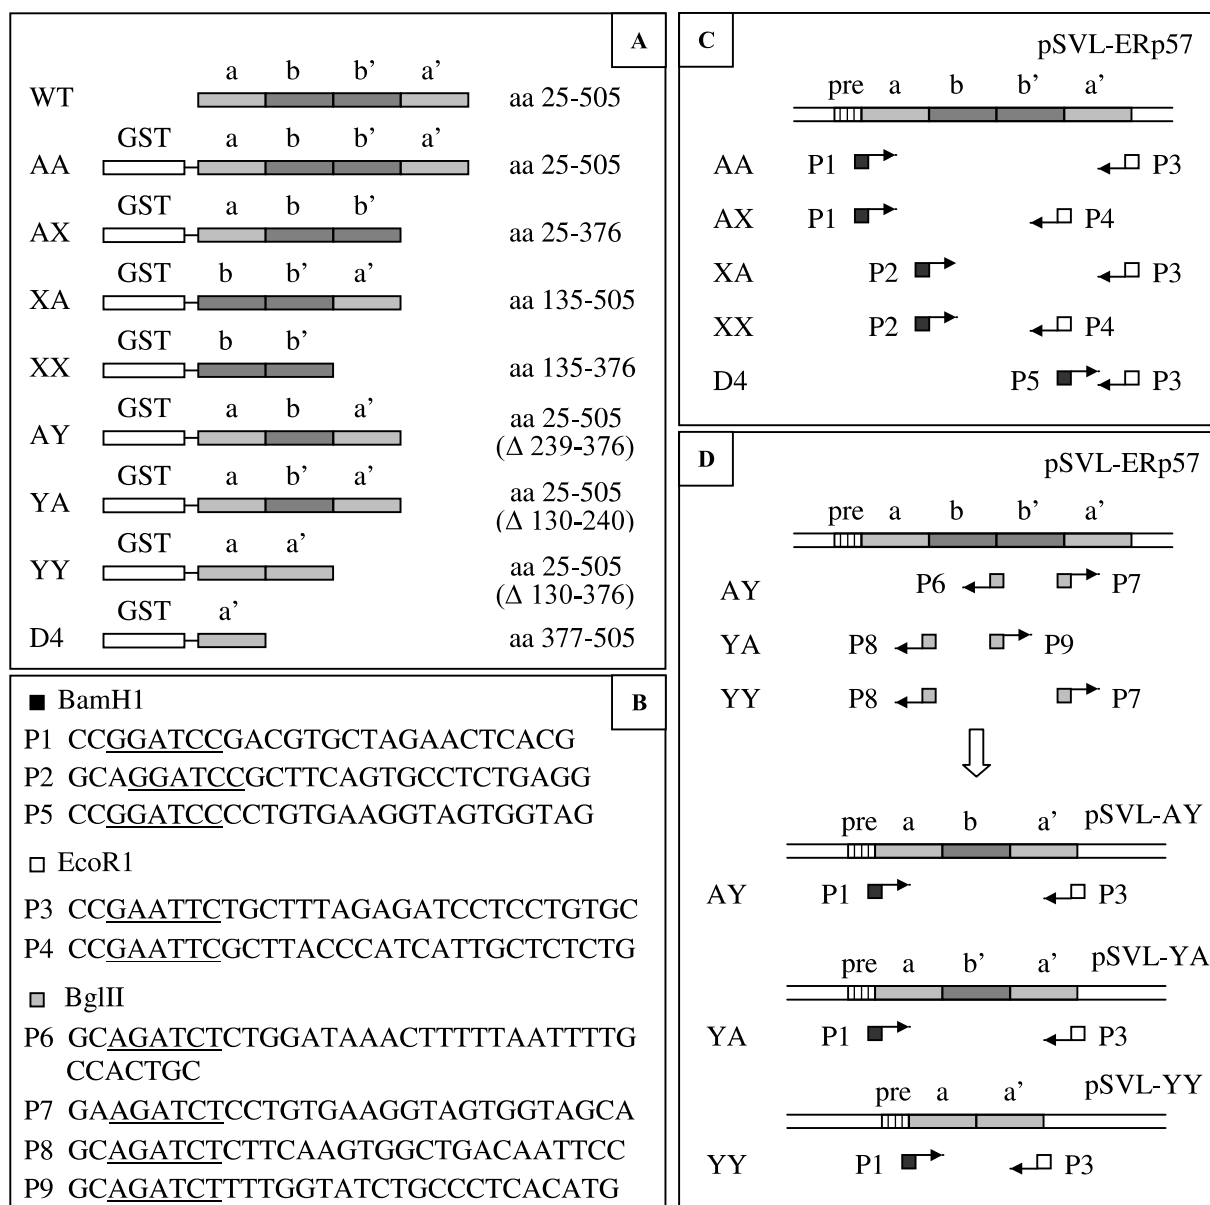 A
a b b’ a’
WT aa 25-505
GST a b b’ a’
AA aa 25-505
GST a b b’
AX aa 25-376
GST b b’ a’
XA aa 135-505
GST b b’
XX aa 135-376
GST a b a’
AY aa 25-505
(Δ 239-376)
GST a b’ a’
YA aa 25-505
(Δ 130-240)
GST a a’
YY aa 25-505
(Δ 130-376)
GST a’
D4 aa 377-505
B
BamH1
P1 CCGGATCCGACGTGCTAGAACTCACG
P2 GCAGGATCCGCTTCAGTGCCTCTGAGG
P5 CCGGATCCCCTGTGAAGGTAGTGGTAG
EcoR1
P3 CCGAATTCTGCTTTAGAGATCCTCCTGTGC
P4 CCGAATTCGCTTACCCATCATTGCTCTCTG
BglII
P6 GCAGATCTCTGGATAAACTTTTTAATTTTG
CCACTGC
P7 GAAGATCTCCTGTGAAGGTAGTGGTAGCA
P8 GCAGATCTCTTCAAGTGGCTGACAATTCC
P9 GCAGATCTTTTGGTATCTGCCCTCACATG
C
pSVL-ERp57
pre a b b’ a’
AA P1 P3
AX P1 P4
XA P2 P3
XX P2 P4
D4 P5 P3
D
pSVL-ERp57
pre a b b’ a’
AY P6 P7
YA P8 P9
YY P8 P7
pSVL-AY
pre a b a’
AY P1 P3
pSVL-YA
pre a b’ a’
YA P1 P3
pSVL-YY
pre a a’
YY P1 P3